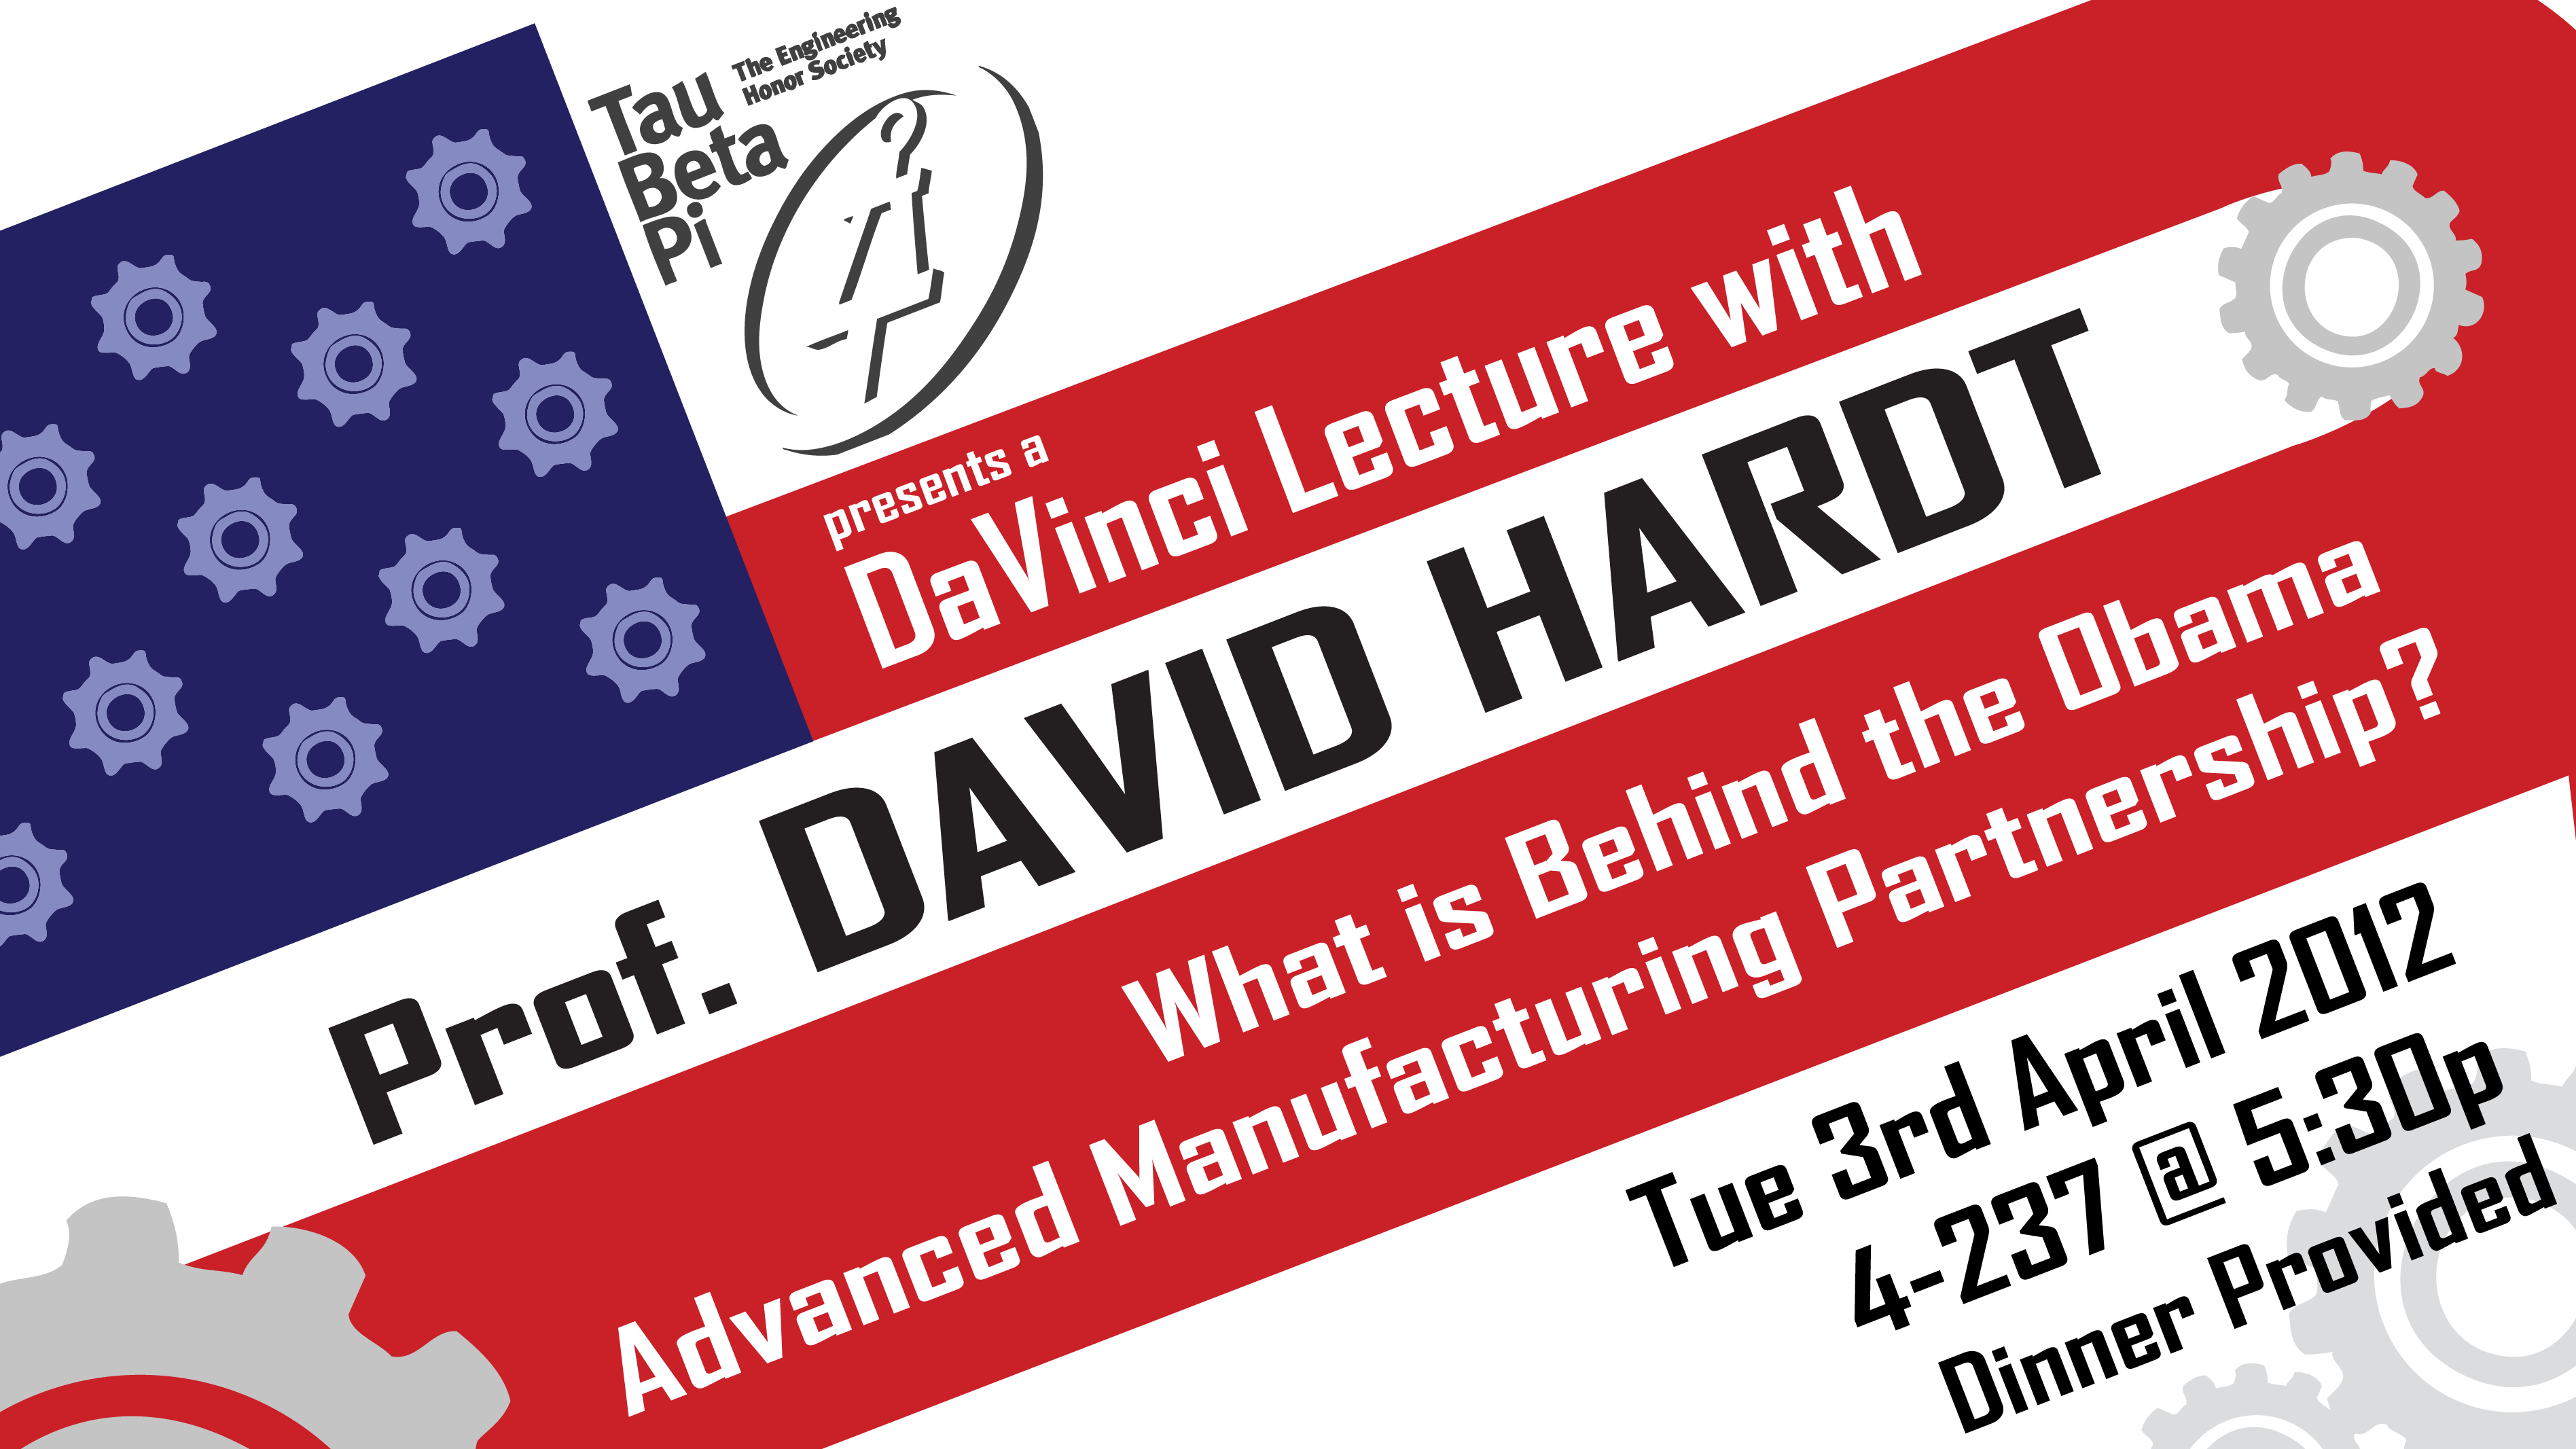 Tau
Beta
Pi
The Engineering
Honor Society
presents a
DaVinci Lecture with
Prof. DAVID HARDT
What is Behind the Obama
Advanced Manufacturing Partnership?
Tue 3rd April 2012
4-237 @ 5:30p
Dinner Provided